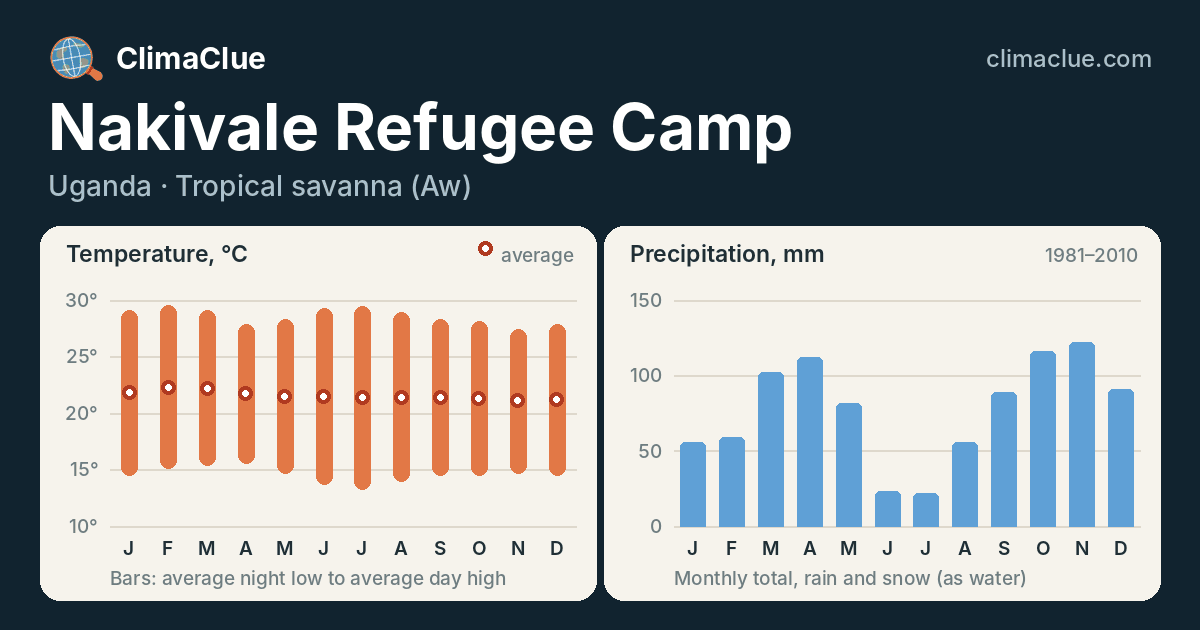 ClimaClue
climaclue.com
Nakivale Refugee Camp
Uganda · Tropical savanna (Aw)
Temperature, °C
average
30°
25°
20°
15°
10°
J F M A M J J A S O N D
Bars: average night low to average day high
Precipitation, mm
1981–2010
150
100
50
0
J F M A M J J A S O N D
Monthly total, rain and snow (as water)